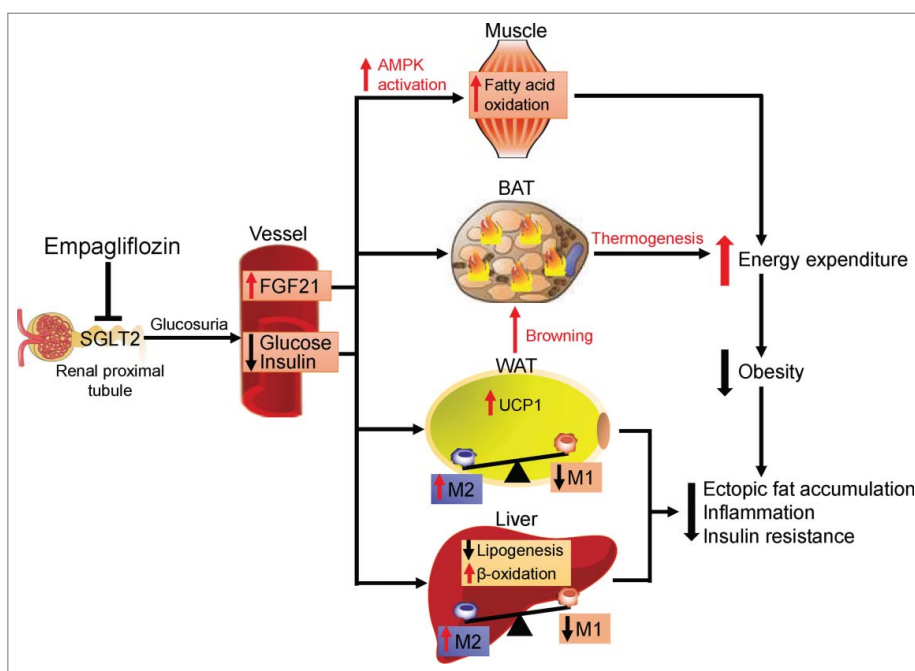 Muscle
AMPK
activation
Fatty acid
oxidation
BAT
Thermogenesis
Energy expenditure
Empagliflozin
Vessel
FGF21
SGLT2
Glucosuria
Glucose
Insulin
Renal proximal
tubule
Browning
WAT
UCP1
M2
M1
Obesity
Ectopic fat accumulation
Inflammation
Insulin resistance
Liver
Lipogenesis
β-oxidation
M2
M1